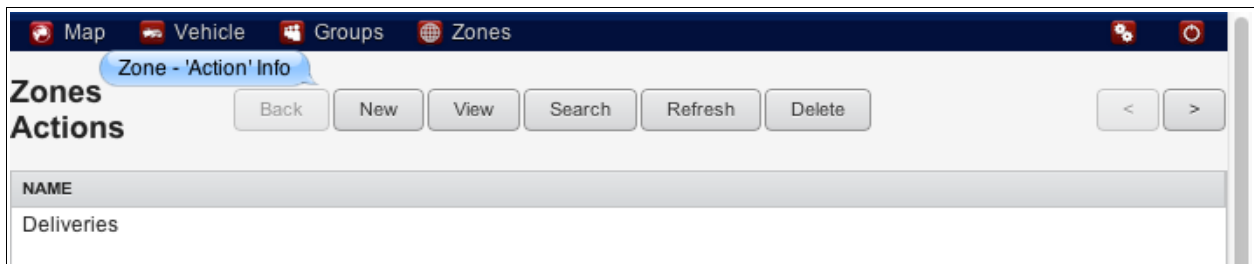 Map Vehicle Groups Zones
Zone - 'Action' Info
Zones
Actions
Back New View Search Refresh Delete < >
NAME
Deliveries